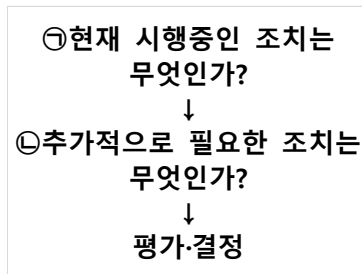 ㉠현재 시행중인 조치는
무엇인가?
↓
㉡추가적으로 필요한 조치는
무엇인가?
↓
평가·결정